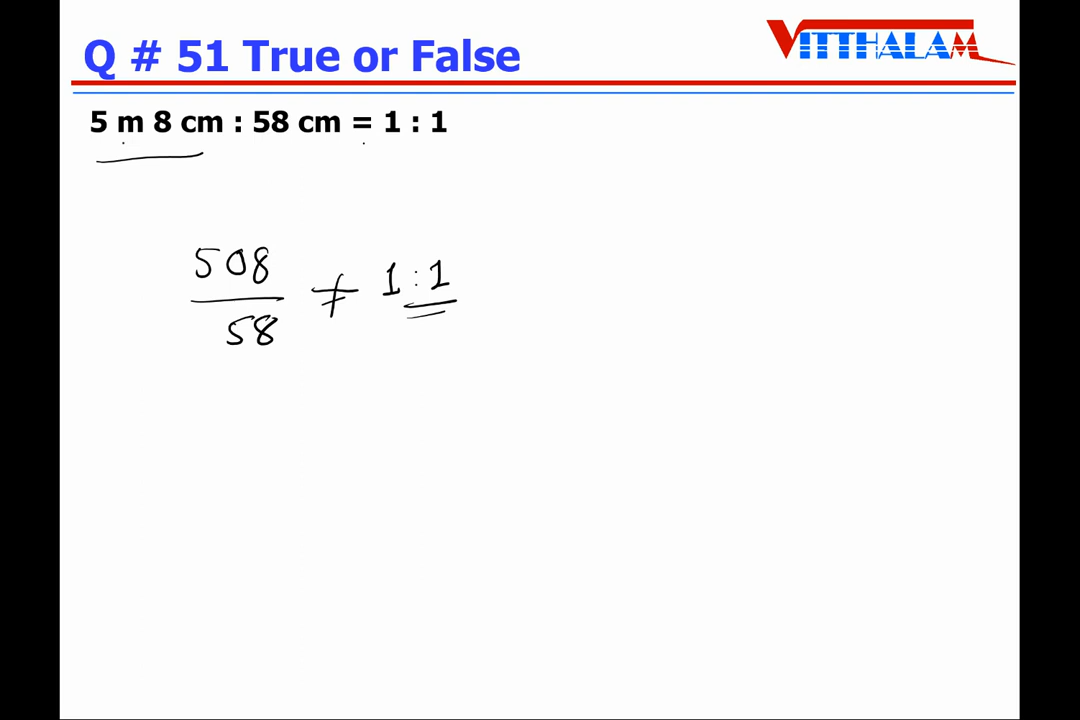 Q # 51 True or False
VITTHALAM
5 m 8 cm : 58 cm = 1 : 1
508
58
≠ 1 : 1